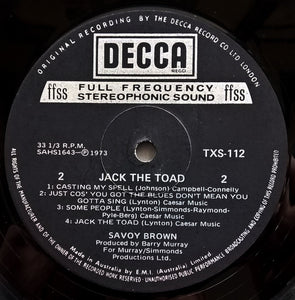 ORIGINAL RECORDING BY THE DECCA RECORD CO LTD. LONDON
DECCA
REGD
ffss FULL FREQUENCY ffss
STEREOPHONIC SOUND
33 1/3 R.P.M.
SAHS1643-Ⓟ1973
TXS-112
2 JACK THE TOAD 2
1: CASTING MY SPELL (Johnson) Campbell-Connelly
2: JUST COS' YOU GOT THE BLUES DON'T MEAN YOU
GOTTA SING (Lynton) Caesar Music
3: SOME PEOPLE (Lynton-Simmonds-Raymond-
Pyle-Berg) Caesar Music
4: JACK THE TOAD (Lynton) Caesar Music
SAVOY BROWN
Produced by Barry Murray
For Murray/Simmonds
Productions Ltd.
Made in Australia by E.M.I. (Australia) Limited
ALL RIGHTS OF THE MANUFACTURER AND OF THE OWNER OF THE RECORDED WORK RESERVED - UNAUTHORISED PUBLIC PERFORMANCE BROADCASTING AND COPYING OF THIS RECORD PROHIBITED